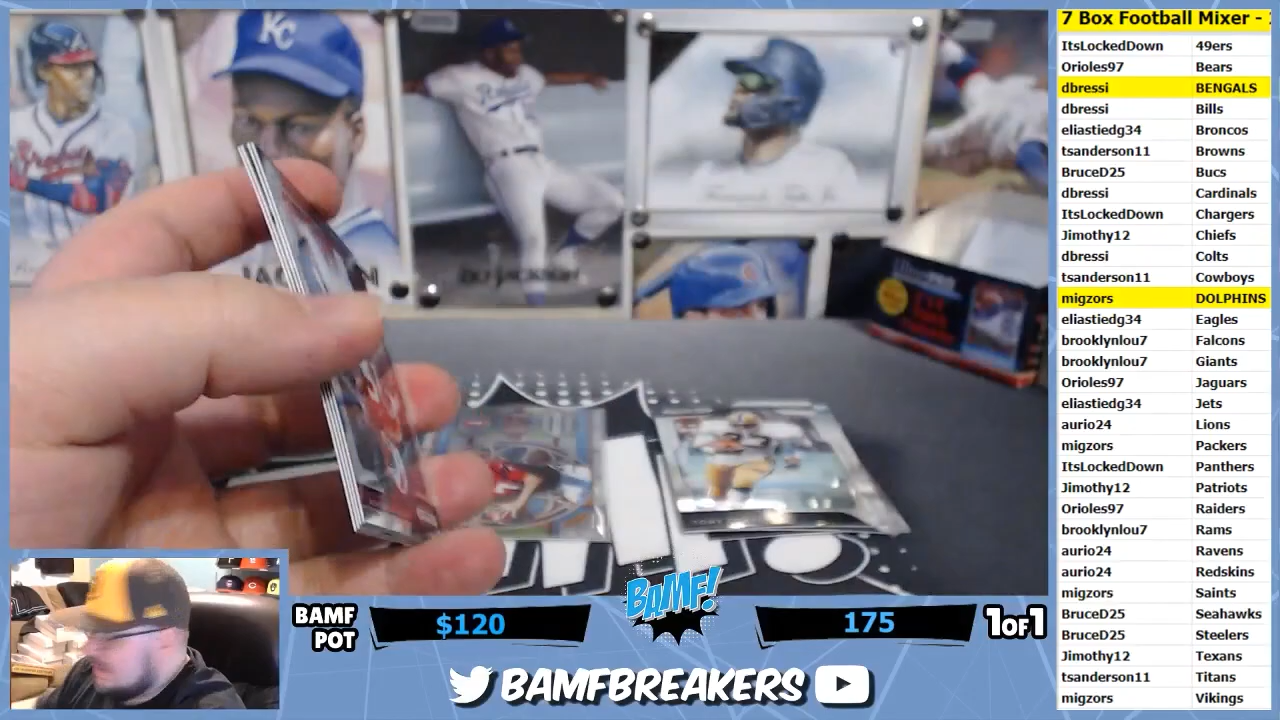 7 Box Football Mixer -
ItsLockedDown 49ers
Orioles97 Bears
dbressi BENGALS
dbressi Bills
eliastiedg34 Broncos
tsanderson11 Browns
BruceD25 Bucs
dbressi Cardinals
ItsLockedDown Chargers
Jimothy12 Chiefs
dbressi Colts
tsanderson11 Cowboys
migzors DOLPHINS
eliastiedg34 Eagles
brooklynlou7 Falcons
brooklynlou7 Giants
Orioles97 Jaguars
eliastiedg34 Jets
aurio24 Lions
migzors Packers
ItsLockedDown Panthers
Jimothy12 Patriots
Orioles97 Raiders
brooklynlou7 Rams
aurio24 Ravens
aurio24 Redskins
migzors Saints
BruceD25 Seahawks
BruceD25 Steelers
Jimothy12 Texans
tsanderson11 Titans
migzors Vikings
KC
BAMF!
BAMF
POT
$120
175
1OF1
BAMFBREAKERS